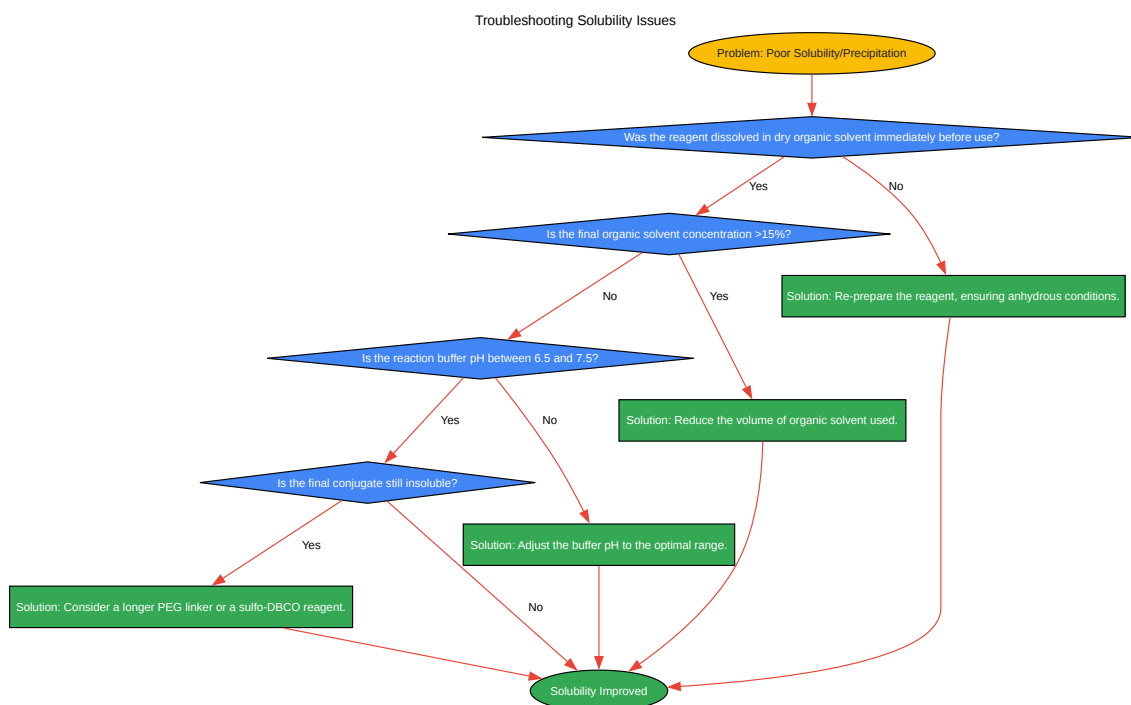 Troubleshooting Solubility Issues
Problem: Poor Solubility/Precipitation
Was the reagent dissolved in dry organic solvent immediately before use?
Yes
No
Is the final organic solvent concentration >15%?
No
Yes
Solution: Re-prepare the reagent, ensuring anhydrous conditions.
Is the reaction buffer pH between 6.5 and 7.5?
Yes
No
Solution: Reduce the volume of organic solvent used.
Is the final conjugate still insoluble?
Yes
No
Solution: Adjust the buffer pH to the optimal range.
Solution: Consider a longer PEG linker or a sulfo-DBCO reagent.
Solubility Improved